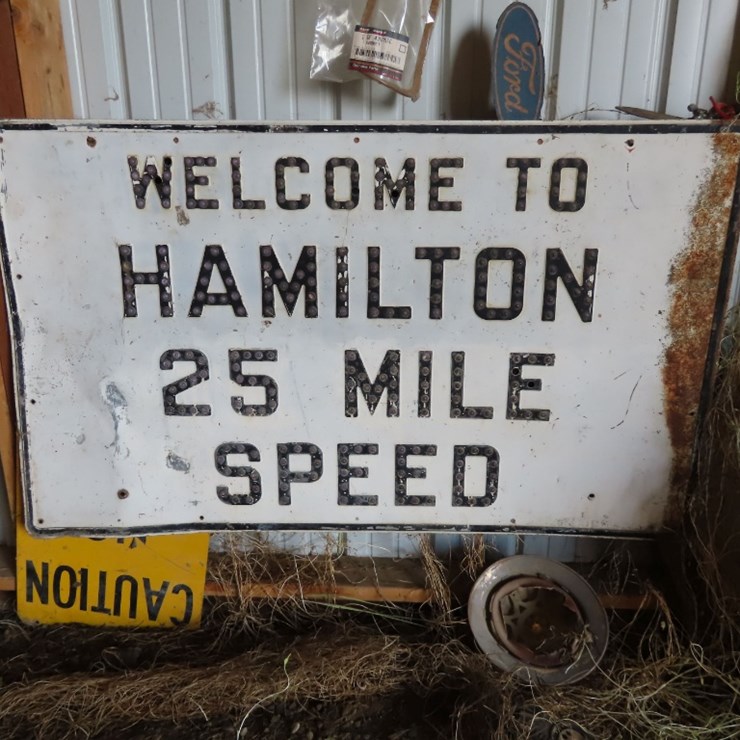 Ford
WELCOME TO
HAMILTON
25 MILE
SPEED
CAUTION